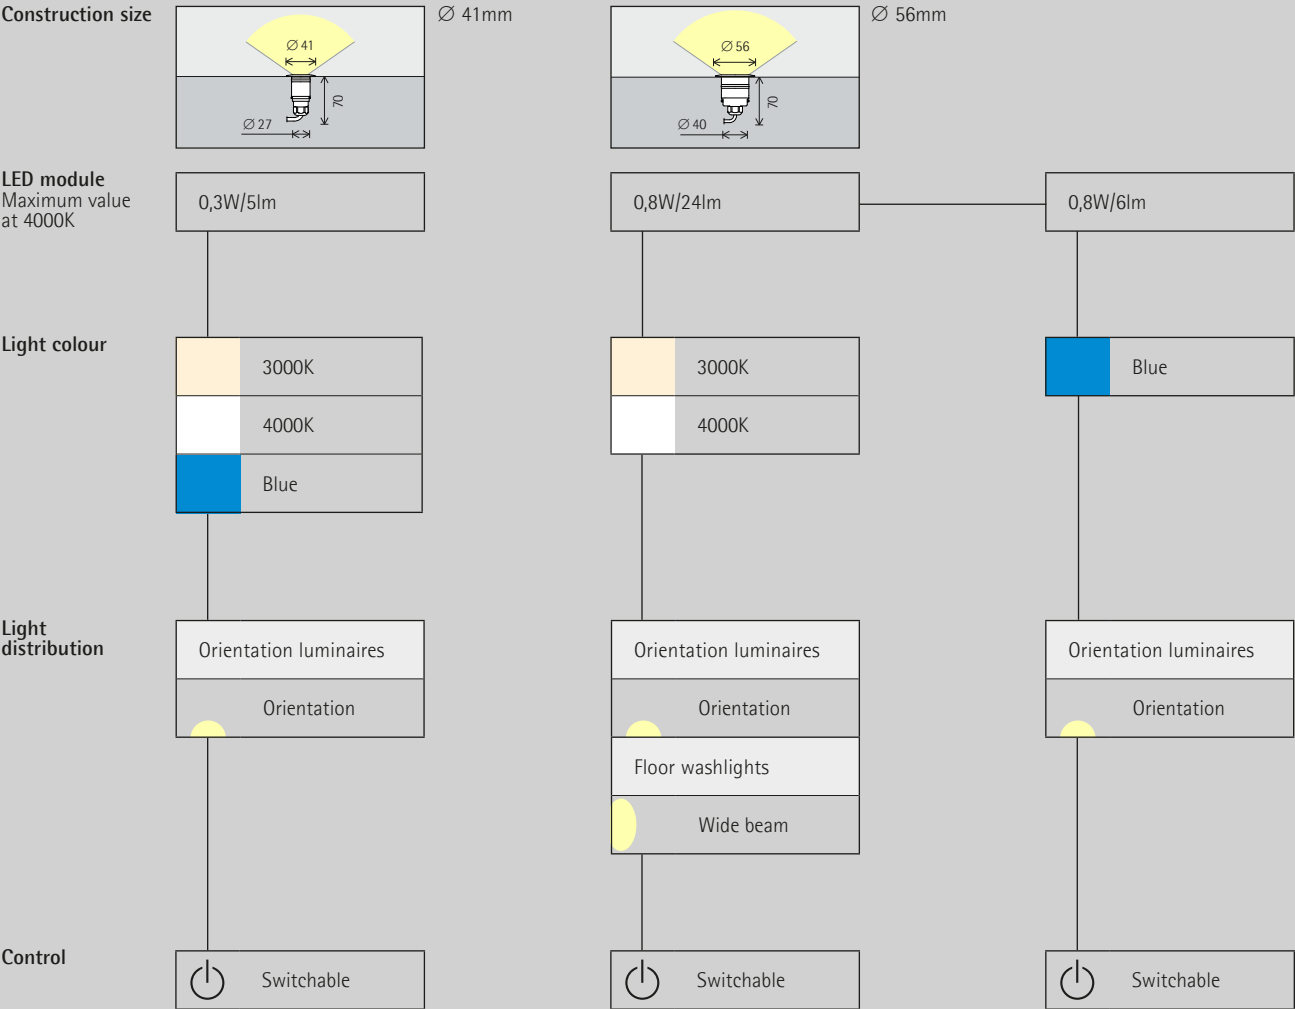 Construction size
Ø 41mm
Ø 56mm
Ø 41
70
Ø 27
Ø 56
70
Ø 40
LED module
Maximum value
at 4000K
0,3W/5lm
0,8W/24lm
0,8W/6lm
Light colour
3000K
4000K
Blue
3000K
4000K
Blue
Light
distribution
Orientation luminaires
Orientation
Orientation luminaires
Orientation
Floor washlights
Wide beam
Orientation luminaires
Orientation
Control
Switchable
Switchable
Switchable